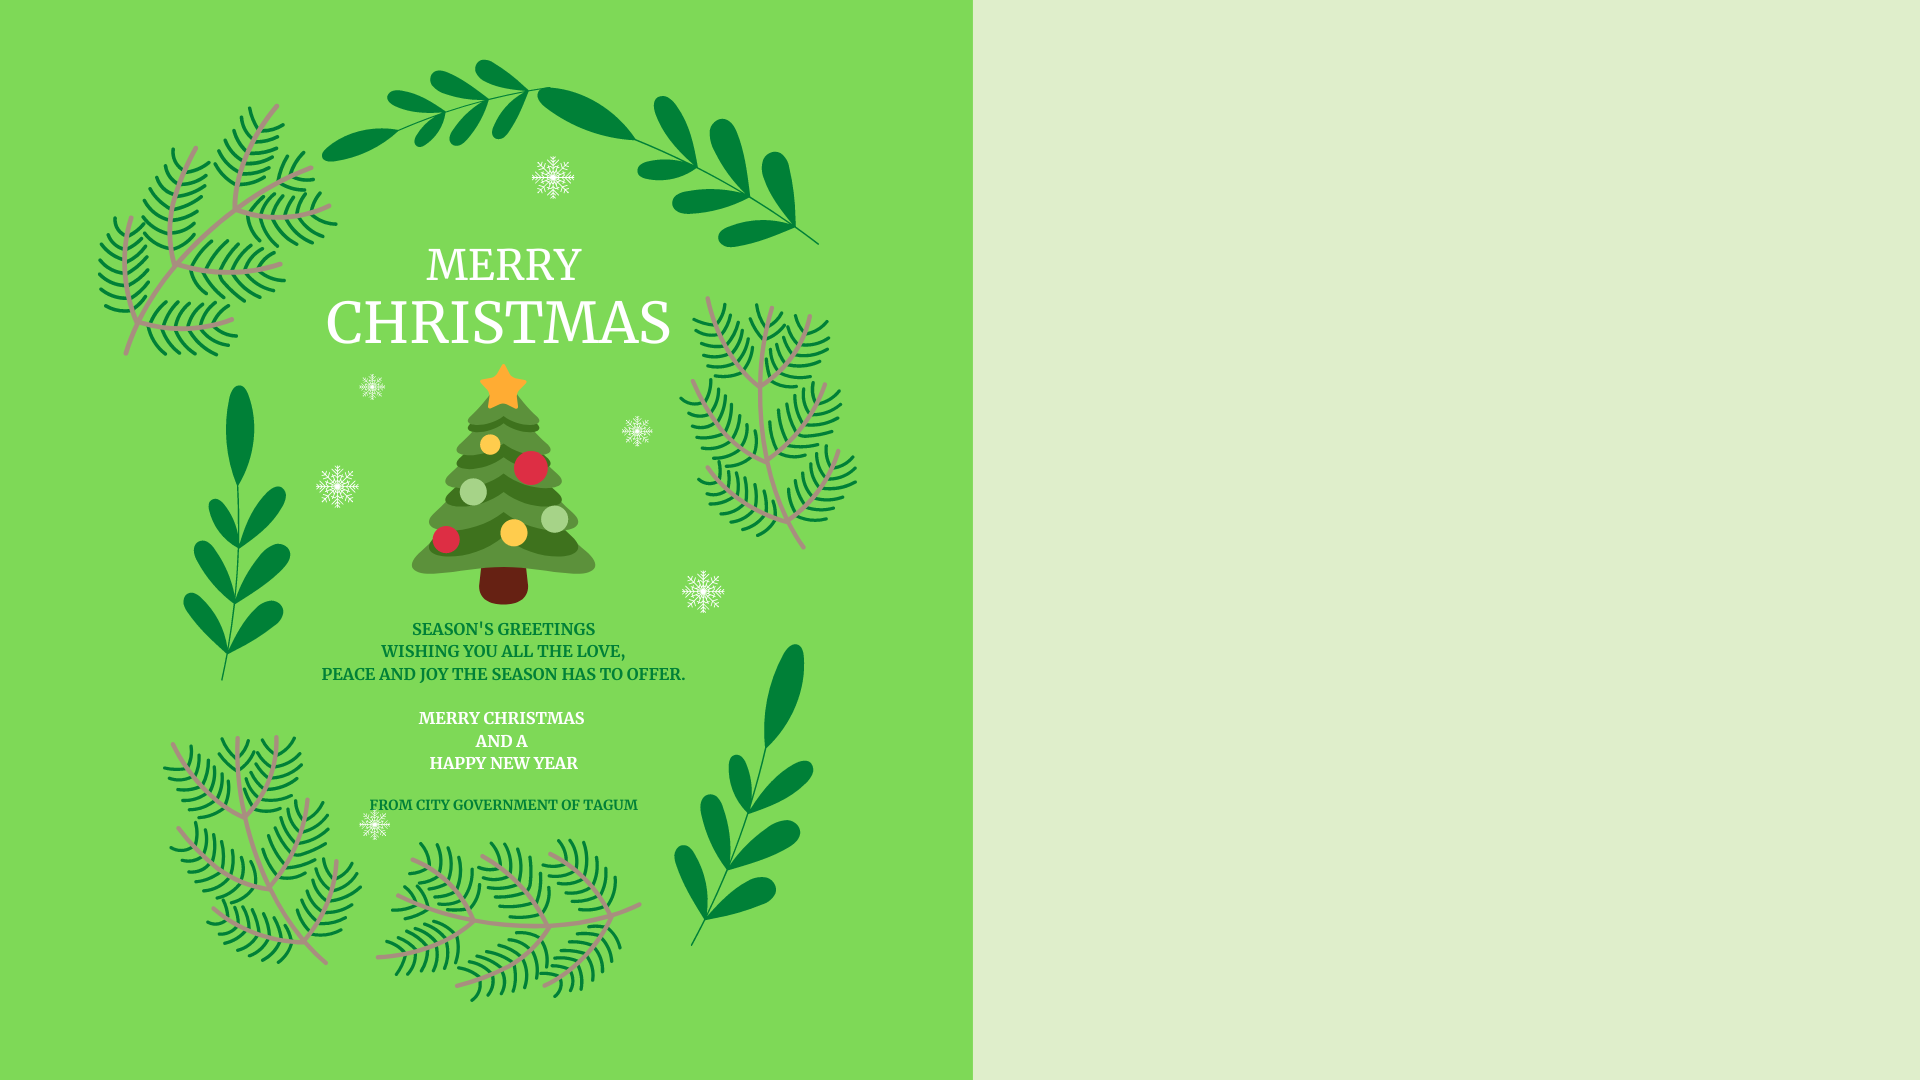 MERRY
CHRISTMAS
SEASON'S GREETINGS
WISHING YOU ALL THE LOVE,
PEACE AND JOY THE SEASON HAS TO OFFER.
MERRY CHRISTMAS
AND A
HAPPY NEW YEAR
FROM CITY GOVERNMENT OF TAGUM